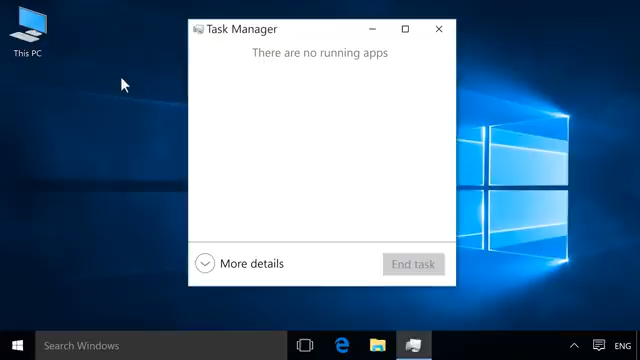 Task Manager
There are no running apps
This PC
More details
End task
Search Windows
ENG